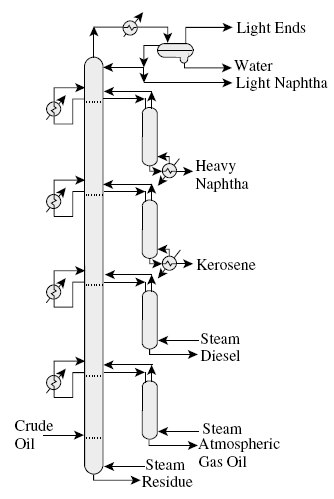 Light Ends
Water
Light Naphtha
Heavy
Naphtha
Kerosene
Steam
Diesel
Steam
Atmospheric
Gas Oil
Crude
Oil
Steam
Residue